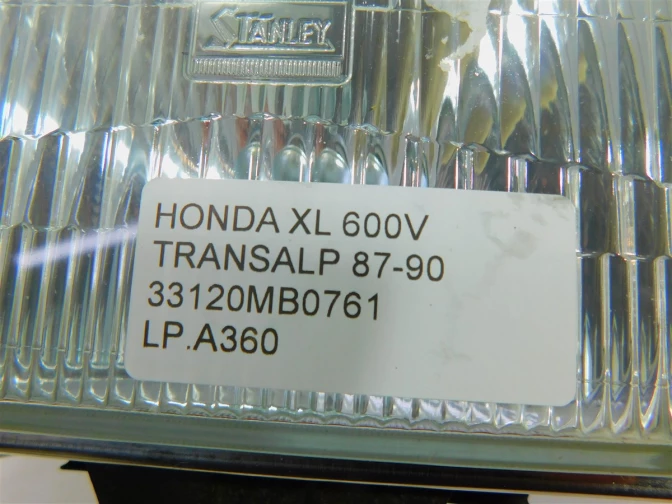 STANLEY
HONDA XL 600V
TRANSALP 87-90
33120MB0761
LP.A360